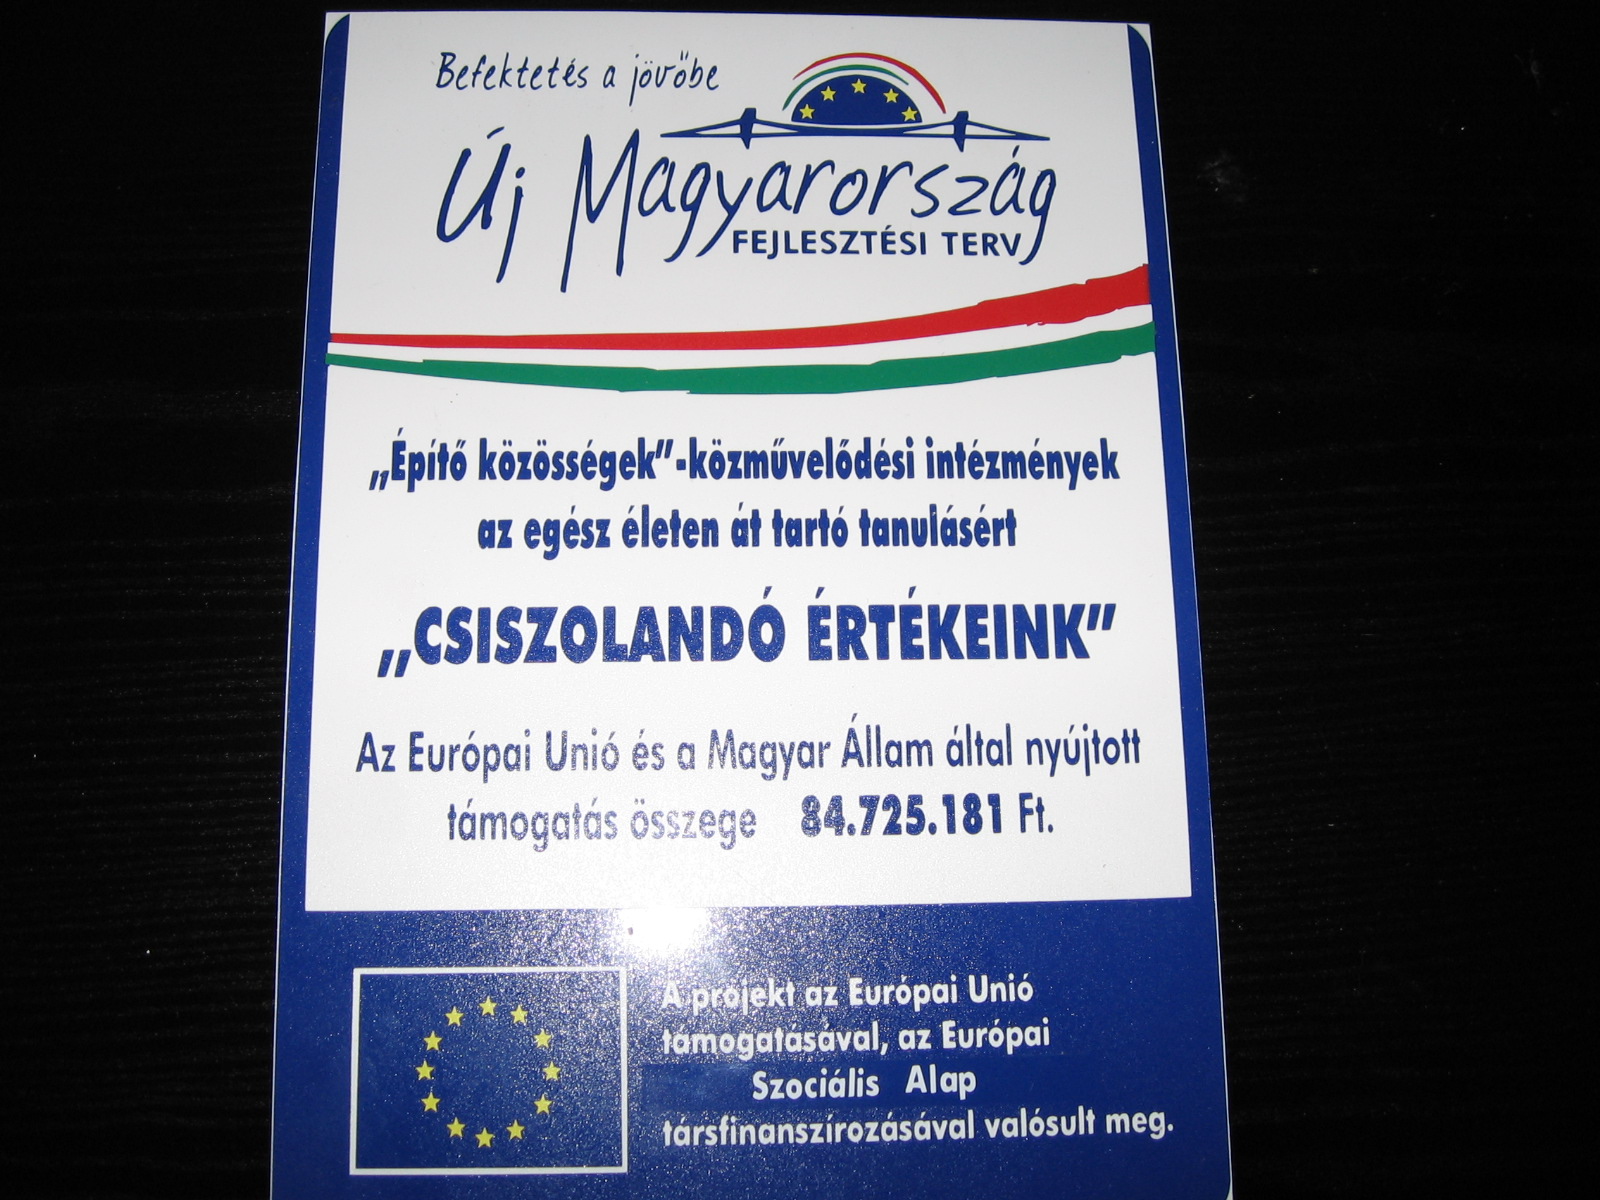 Befektetés a jövőbe
Új Magyarország
FEJLESZTÉSI TERV
„Építő közösségek”-közművelődési intézmények
az egész életen át tartó tanulásért
„CSISZOLANDÓ ÉRTÉKEINK”
Az Európai Unió és a Magyar Állam által nyújtott
támogatás összege 84.725.181 Ft.
A projekt az Európai Unió
támogatásával, az Európai
Szociális Alap
társfinanszírozásával valósult meg.